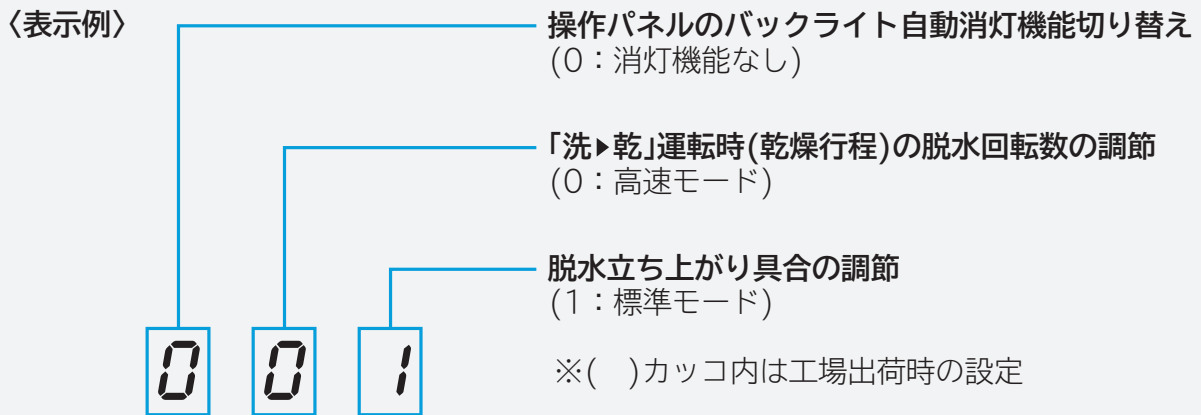 〈表示例〉
操作パネルのバックライト自動消灯機能切り替え
(0：消灯機能なし)
「洗▶乾」運転時(乾燥行程)の脱水回転数の調節
(0：高速モード)
脱水立ち上がり具合の調節
(1：標準モード)
※(　)カッコ内は工場出荷時の設定
0 0 1